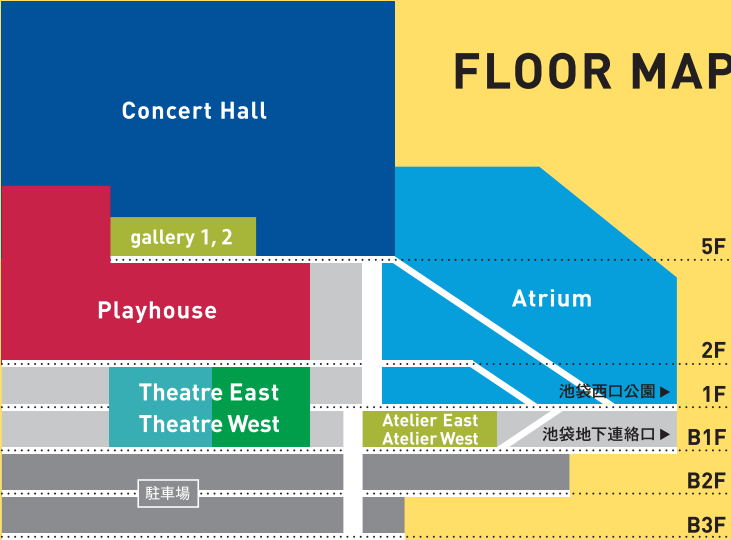 FLOOR MAP
Concert Hall
gallery 1, 2
5F
Playhouse
Atrium
2F
Theatre East
Theatre West
池袋西口公園 ▶
1F
Atelier East
Atelier West
池袋地下連絡口 ▶
B1F
B2F
駐車場
B3F